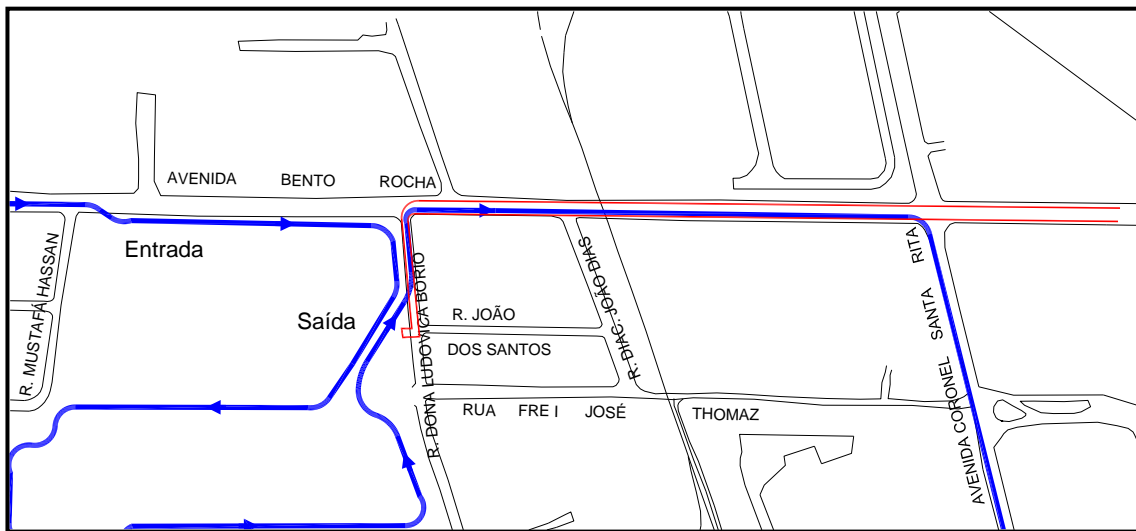 AVENIDA BENTO ROCHA
Entrada
R. MUSTAFÁ HASSAN
Saída
R. DONA LUDOVICA BÓRIO
R. JOÃO
DOS SANTOS
R. DIAC. JOÃO DIAS
RUA FRE I JOSÉ THOMAZ
AVENIDA CORONEL SANTA RITA